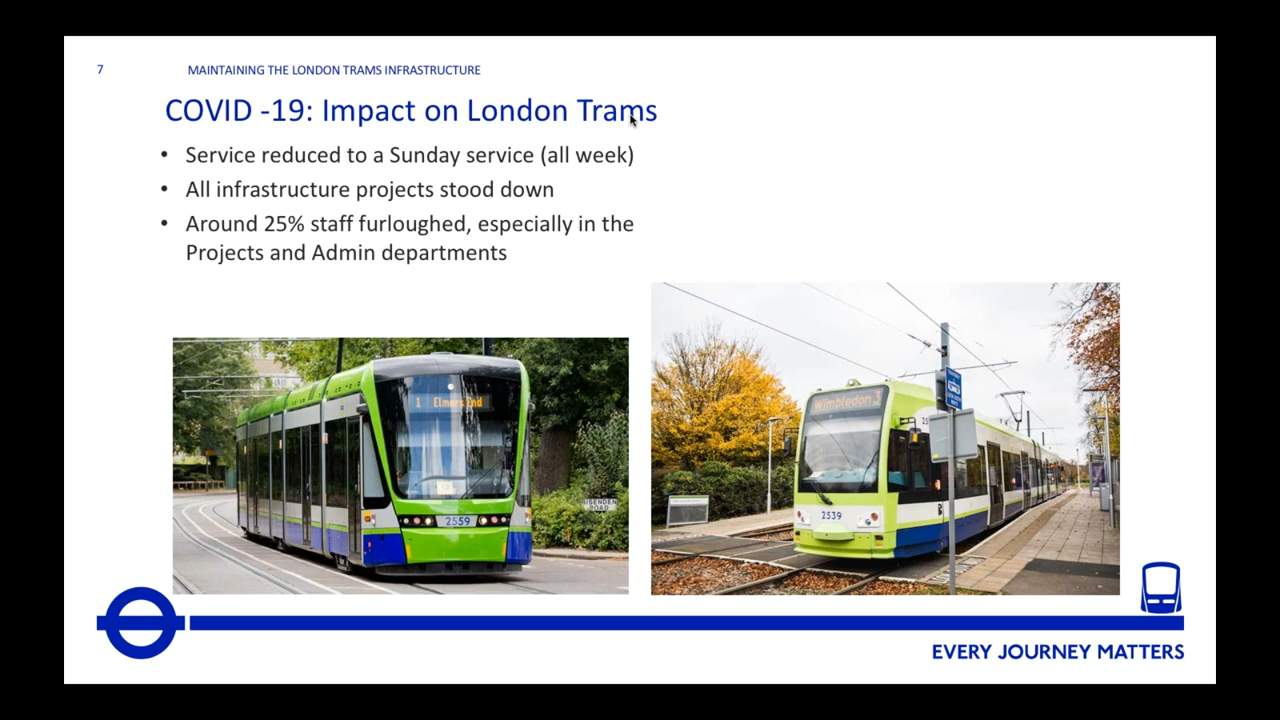 7
MAINTAINING THE LONDON TRAMS INFRASTRUCTURE
COVID -19: Impact on London Trams
• Service reduced to a Sunday service (all week)
• All infrastructure projects stood down
• Around 25% staff furloughed, especially in the
Projects and Admin departments
1 Elmers End
2559
Wimbledon 3
2539
EVERY JOURNEY MATTERS